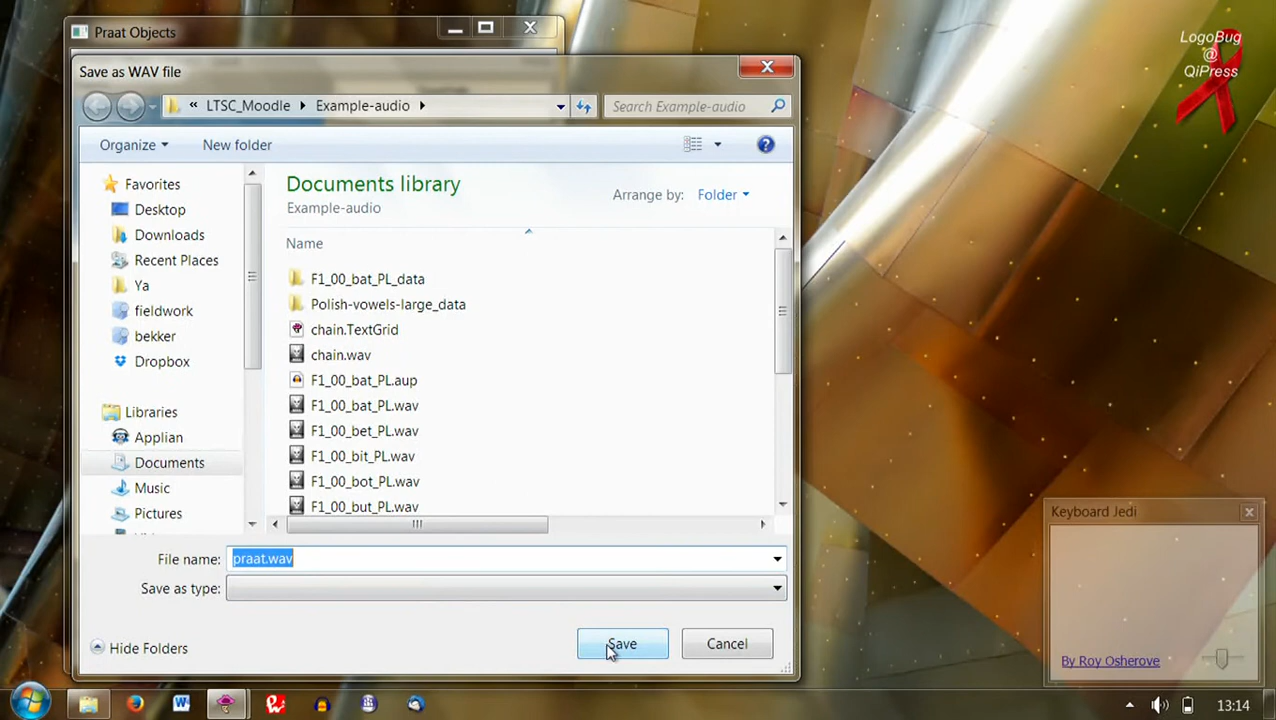 Praat Objects
Save as WAV file
« LTSC_Moodle Example-audio
Search Example-audio
Organize
New folder
Favorites
Desktop
Downloads
Recent Places
Ya
fieldwork
bekker
Dropbox
Libraries
Applian
Documents
Music
Pictures
Documents library
Example-audio
Arrange by: Folder
Name
F1_00_bat_PL_data
Polish-vowels-large_data
chain.TextGrid
chain.wav
F1_00_bat_PL.aup
F1_00_bat_PL.wav
F1_00_bet_PL.wav
F1_00_bit_PL.wav
F1_00_bot_PL.wav
F1_00_but_PL.wav
File name: praat.wav
Save as type:
Hide Folders
Save
Cancel
LogoBug
@
QiPress
Keyboard Jedi
By Roy Osherove
13:14